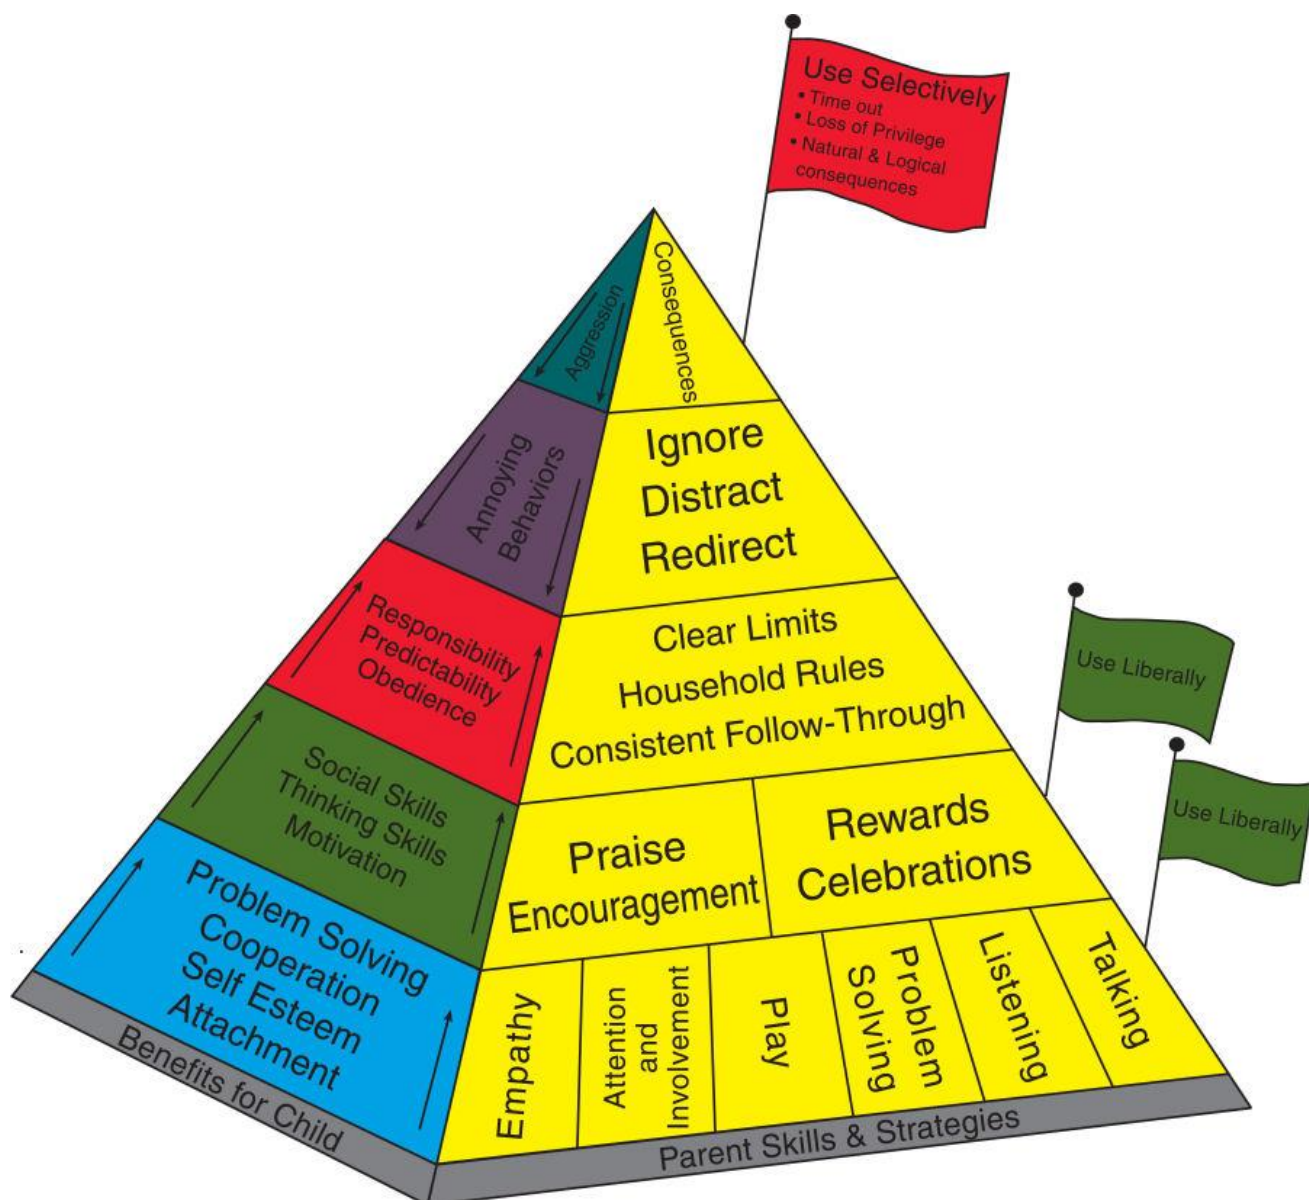 Use Selectively
• Time out
• Loss of Privilege
• Natural & Logical
consequences
Aggression
Consequences
Annoying
Behaviors
Ignore
Distract
Redirect
Responsibility
Predictability
Obedience
Clear Limits
Household Rules
Consistent Follow-Through
Use Liberally
Social Skills
Thinking Skills
Motivation
Praise
Encouragement
Rewards
Celebrations
Use Liberally
Problem Solving
Cooperation
Self Esteem
Attachment
Empathy
Attention
and
Involvement
Play
Problem
Solving
Listening
Talking
Benefits for Child
Parent Skills & Strategies